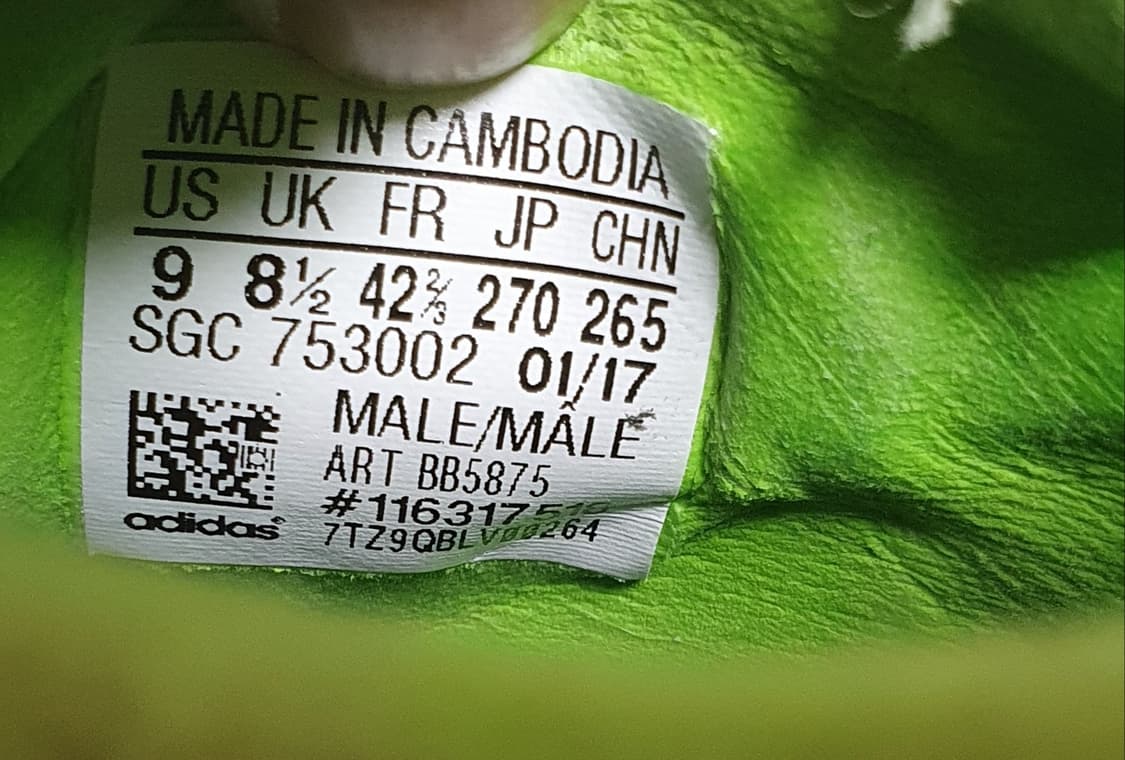 MADE IN CAMBODIA
US UK FR JP CHN
9 8½ 42⅔ 270 265
SGC 753002 01/17
MALE/MÂLE
ART BB5875
adidas